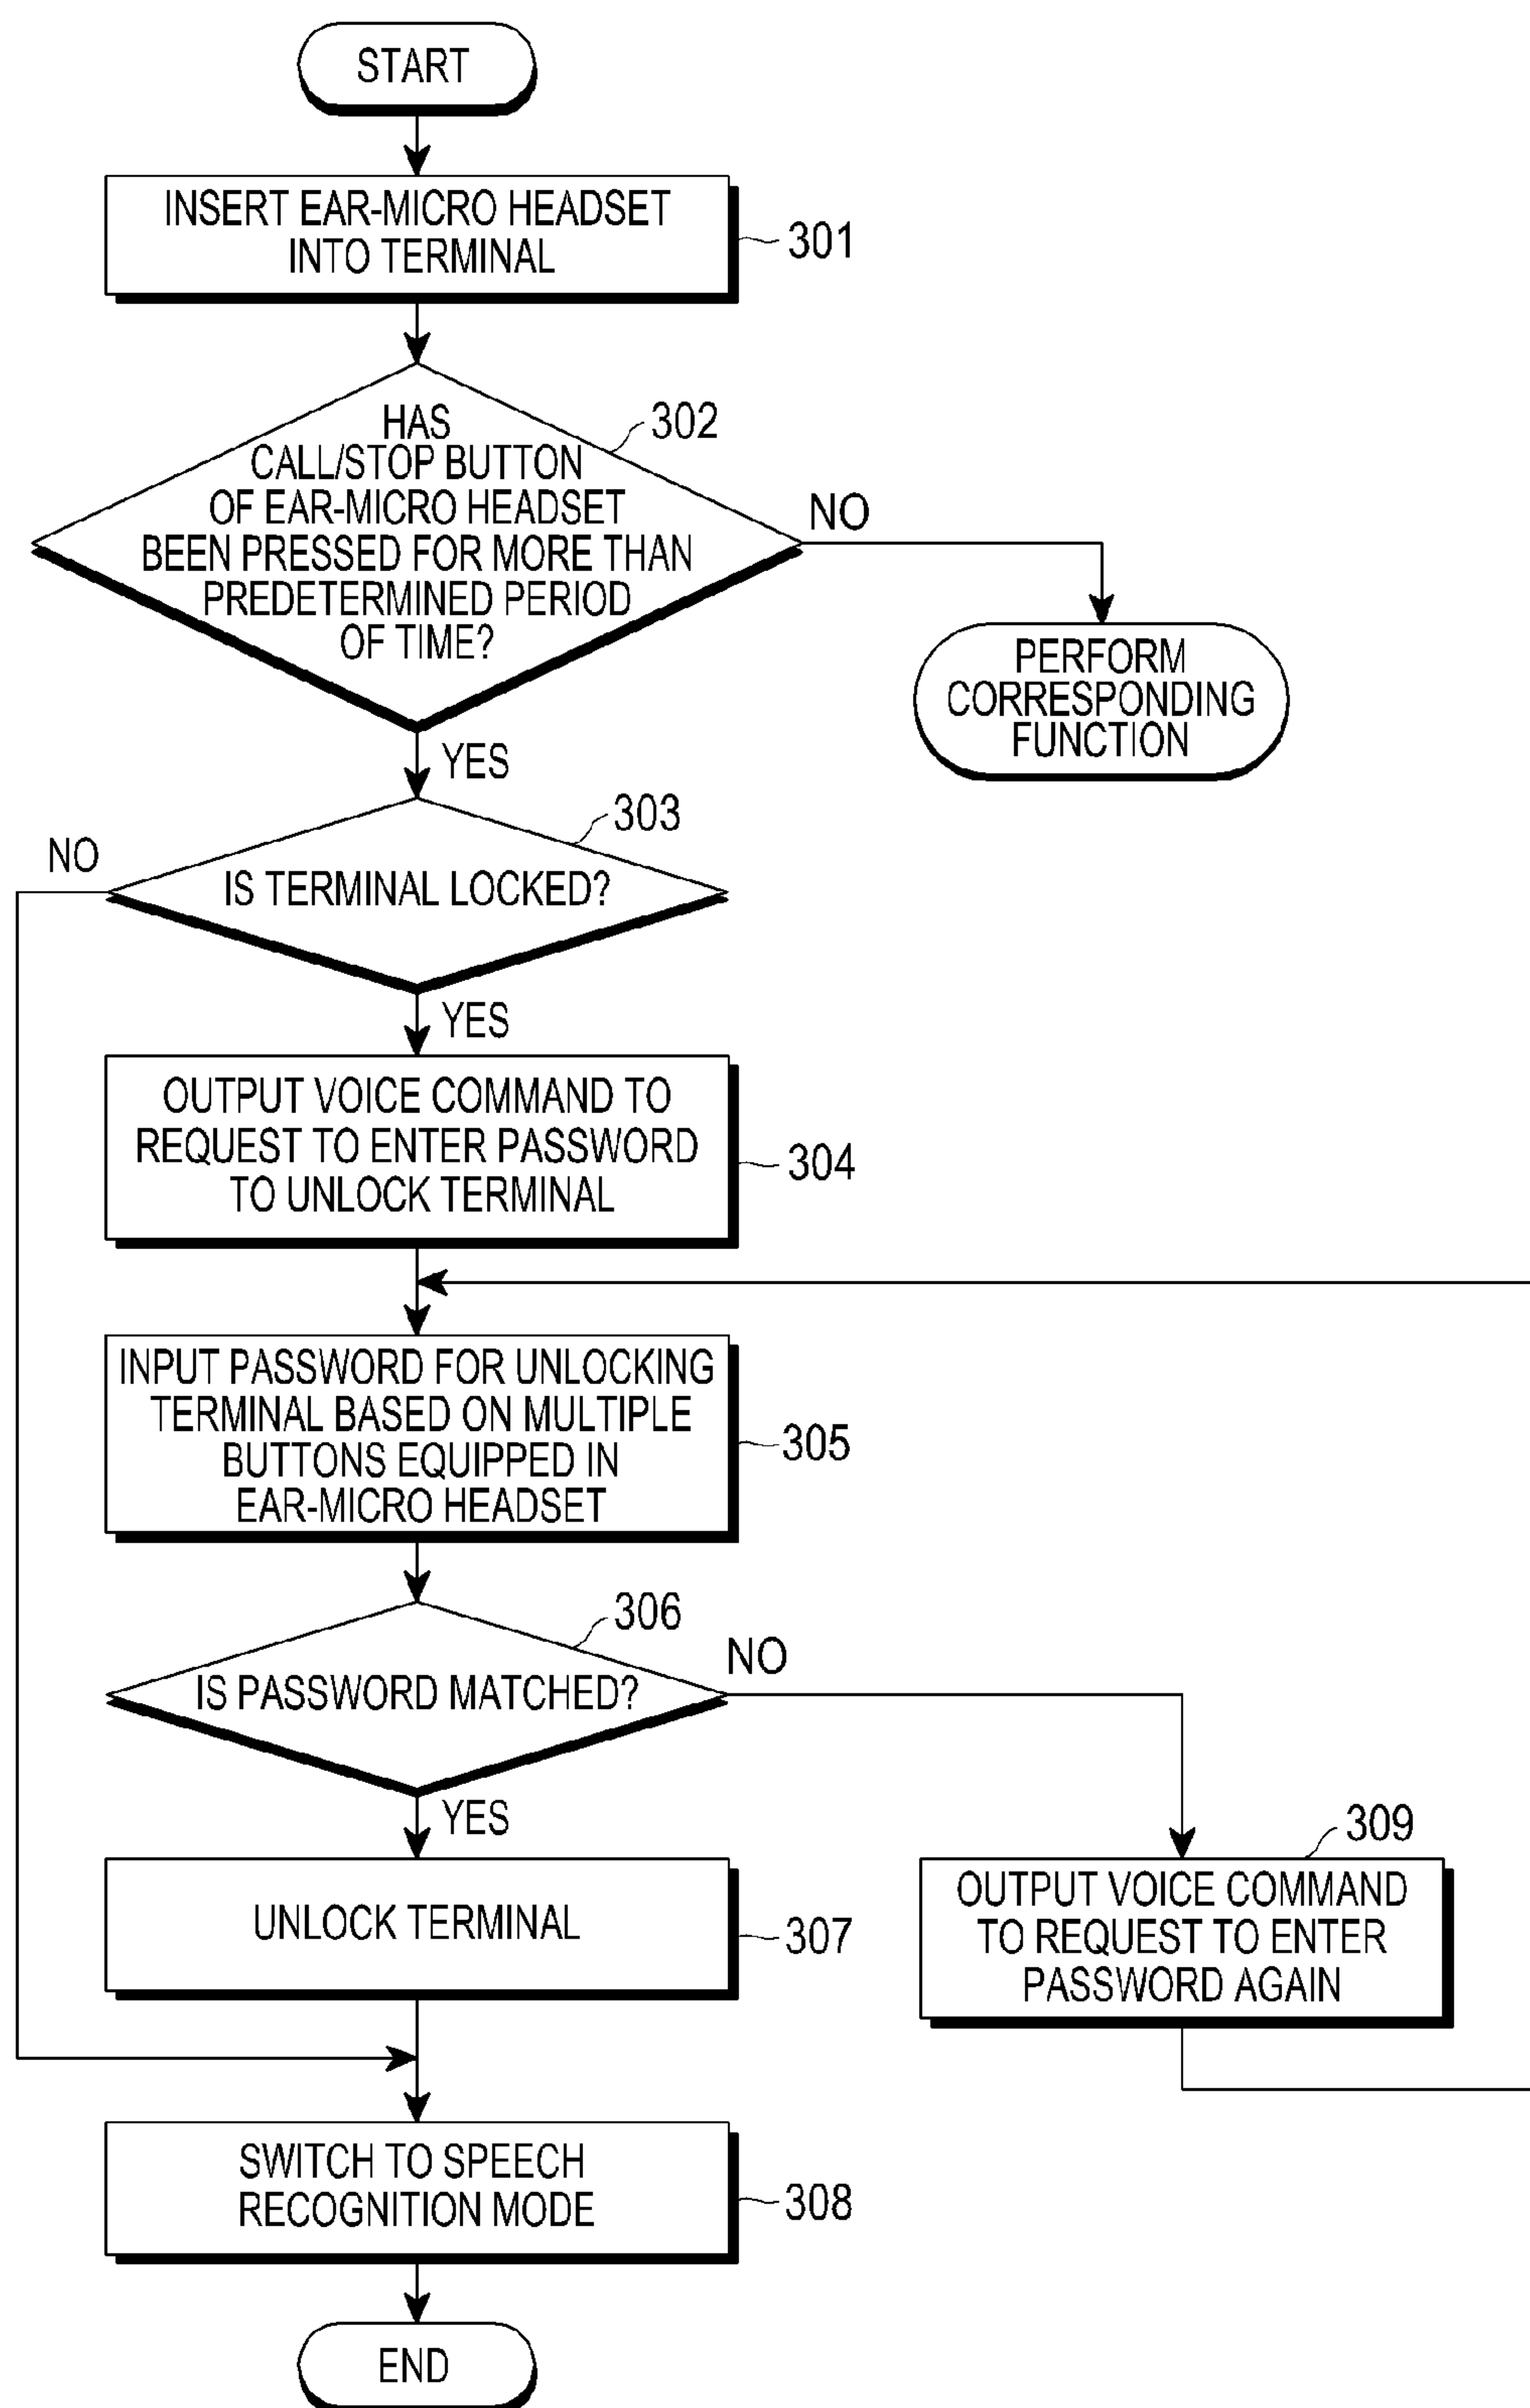 START
INSERT EAR-MICRO HEADSET
INTO TERMINAL
301
HAS
CALL/STOP BUTTON
OF EAR-MICRO HEADSET
BEEN PRESSED FOR MORE THAN
PREDETERMINED PERIOD
OF TIME?
302
NO
PERFORM
CORRESPONDING
FUNCTION
YES
303
NO
IS TERMINAL LOCKED?
YES
OUTPUT VOICE COMMAND TO
REQUEST TO ENTER PASSWORD
TO UNLOCK TERMINAL
304
INPUT PASSWORD FOR UNLOCKING
TERMINAL BASED ON MULTIPLE
BUTTONS EQUIPPED IN
EAR-MICRO HEADSET
305
306
NO
IS PASSWORD MATCHED?
YES
309
OUTPUT VOICE COMMAND
TO REQUEST TO ENTER
PASSWORD AGAIN
UNLOCK TERMINAL
307
SWITCH TO SPEECH
RECOGNITION MODE
308
END